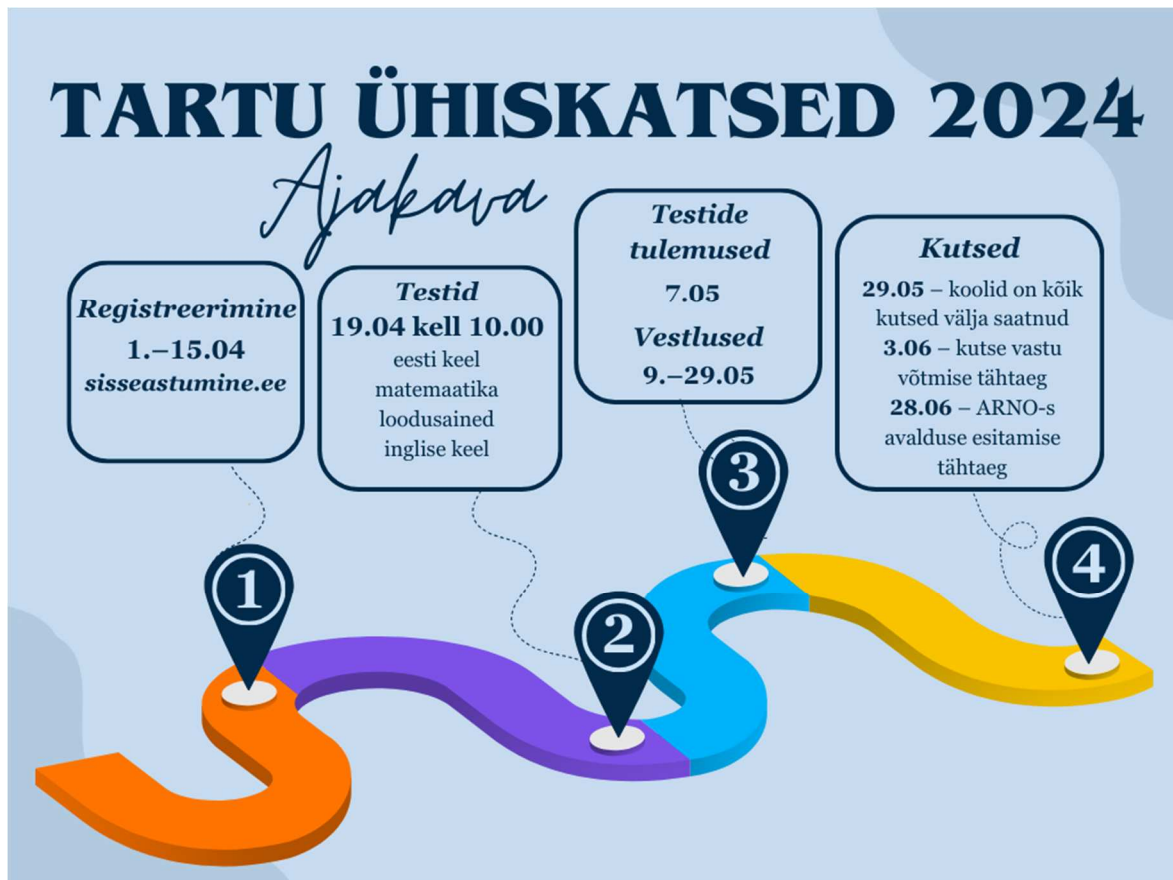 TARTU ÜHISKATSED 2024
Ajakava
Registreerimine
1.–15.04
sisseastumine.ee
Testid
19.04 kell 10.00
eesti keel
matemaatika
loodusained
inglise keel
Testide
tulemused
7.05
Vestlused
9.–29.05
Kutsed
29.05 – koolid on kõik
kutsed välja saatnud
3.06 – kutse vastu
võtmise tähtaeg
28.06 – ARNO-s
avalduse esitamise
tähtaeg
1
2
3
4